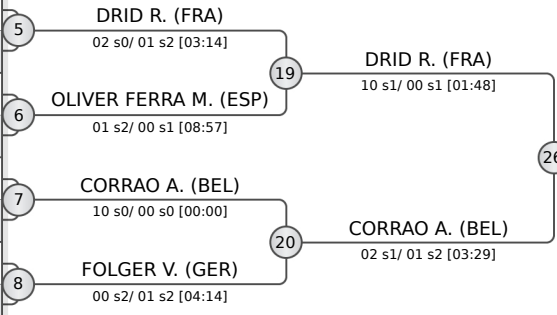 DRID R. (FRA)
5
02 s0/ 01 s2 [03:14]
19
DRID R. (FRA)
10 s1/ 00 s1 [01:48]
OLIVER FERRA M. (ESP)
6
01 s2/ 00 s1 [08:57]
26
CORRAO A. (BEL)
7
10 s0/ 00 s0 [00:00]
20
CORRAO A. (BEL)
02 s1/ 01 s2 [03:29]
FOLGER V. (GER)
8
00 s2/ 01 s2 [04:14]